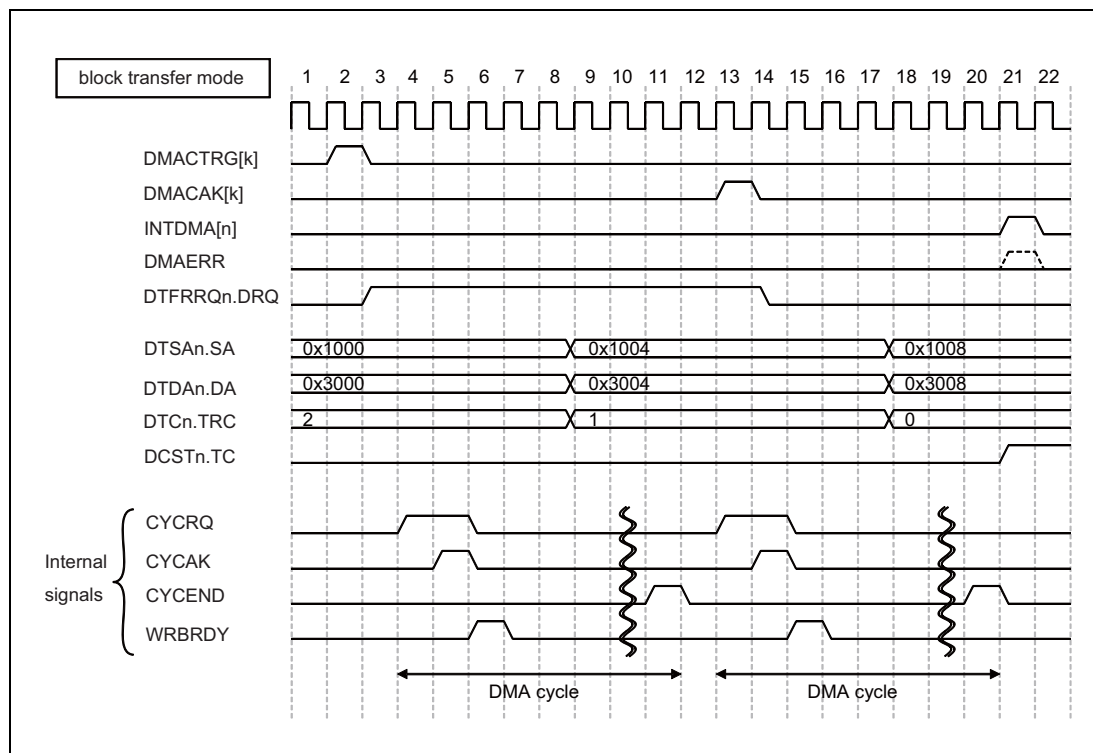 block transfer mode
1 2 3 4 5 6 7 8 9 10 11 12 13 14 15 16 17 18 19 20 21 22
DMACTRG[k]
DMACAK[k]
INTDMA[n]
DMAERR
DTFRRQn.DRQ
DTSAn.SA 0x1000 0x1004 0x1008
DTDAn.DA 0x3000 0x3004 0x3008
DTCn.TRC 2 1 0
DCSTn.TC
Internal signals
CYCRQ
CYCAK
CYCEND
WRBRDY
DMA cycle DMA cycle